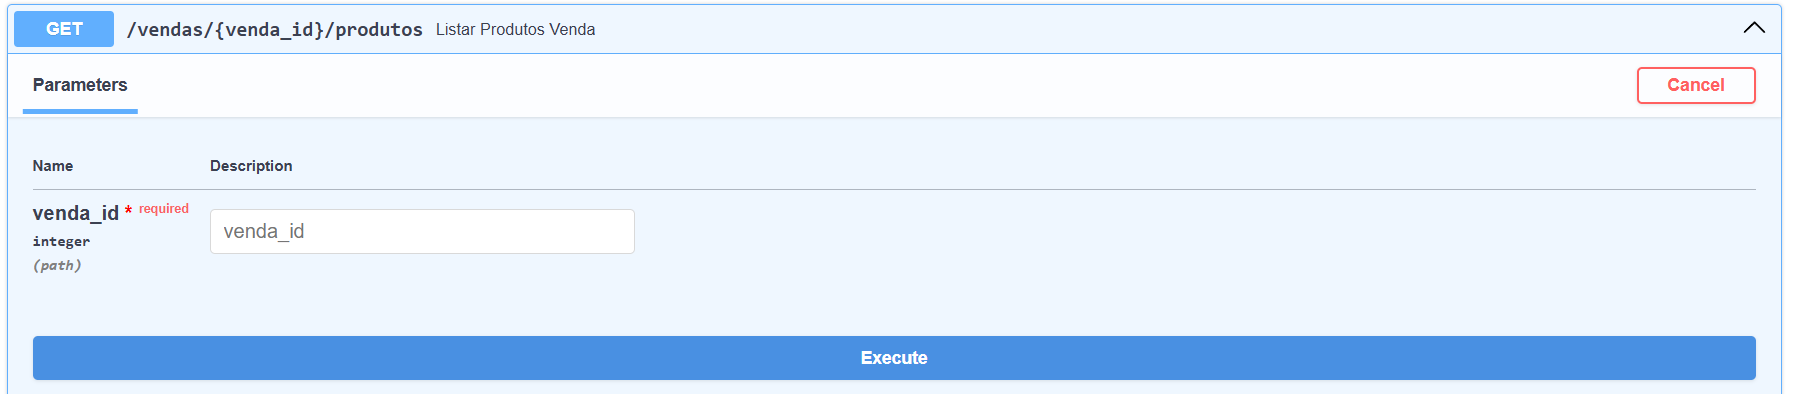 GET /vendas/{venda_id}/produtos Listar Produtos Venda
Parameters Cancel
Name Description
venda_id * required
integer
(path)
venda_id
Execute